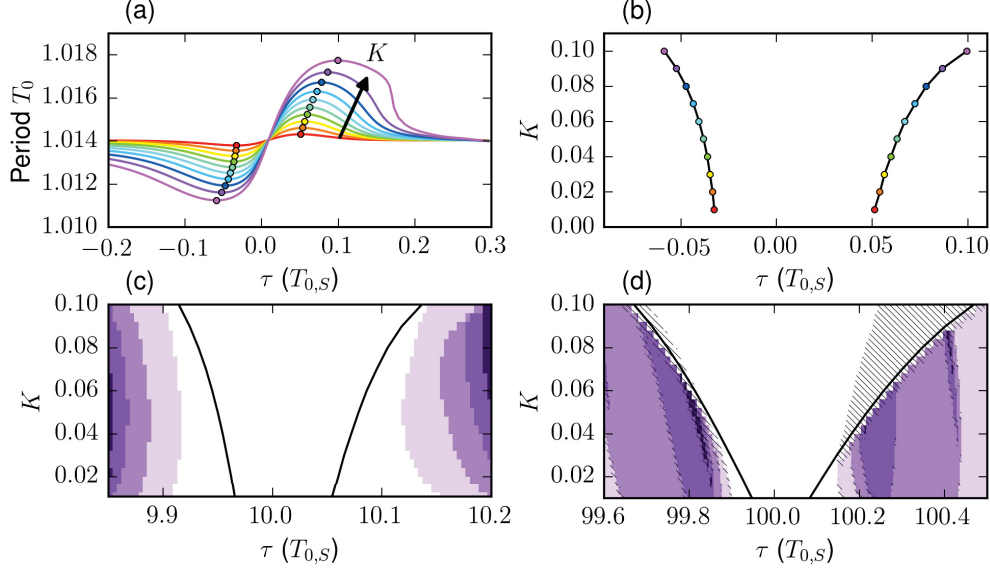 (a)
Period T₀
1.018
1.016
1.014
1.012
1.010
K
−0.2 −0.1 0.0 0.1 0.2 0.3
τ (T₀,S)
(b)
K
0.10
0.08
0.06
0.04
0.02
0.00
−0.05 0.00 0.05 0.10
τ (T₀,S)
(c)
K
0.10
0.08
0.06
0.04
0.02
9.9 10.0 10.1 10.2
τ (T₀,S)
(d)
K
0.10
0.08
0.06
0.04
0.02
99.6 99.8 100.0 100.2 100.4
τ (T₀,S)